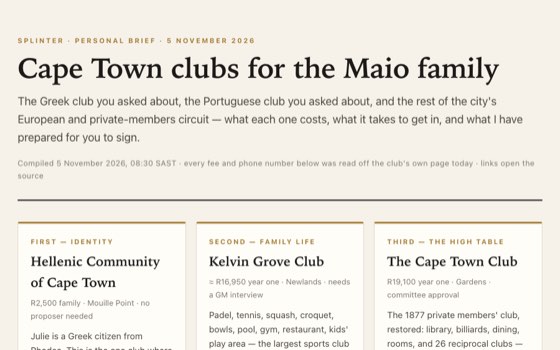 SPLINTER · PERSONAL BRIEF · 5 NOVEMBER 2026
Cape Town clubs for the Maio family
The Greek club you asked about, the Portuguese club you asked about, and the rest of the city's
European and private-members circuit — what each one costs, what it takes to get in, and what I have
prepared for you to sign.
Compiled 5 November 2026, 08:30 SAST · every fee and phone number below was read off the club's own page today · links open the
source
FIRST — IDENTITY
Hellenic Community
of Cape Town
R2,500 family · Mouille Point · no
proposer needed
Julie is a Greek citizen from
Rhodes. This is the one club where
SECOND — FAMILY LIFE
Kelvin Grove Club
≈ R16,950 year one · Newlands · needs
a GM interview
Padel, tennis, squash, croquet,
bowls, pool, gym, restaurant, kids'
play area — the largest sports club
THIRD — THE HIGH TABLE
The Cape Town Club
R19,100 year one · Gardens ·
committee approval
The 1877 private members' club,
restored: library, billiards, dining,
rooms, and 26 reciprocal clubs —